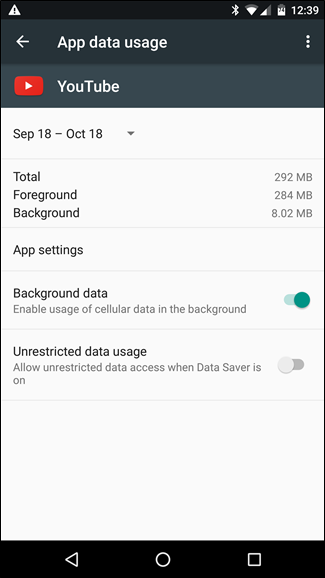 12:39
App data usage
YouTube
Sep 18 – Oct 18
Total 292 MB
Foreground 284 MB
Background 8.02 MB
App settings
Background data
Enable usage of cellular data in the background
Unrestricted data usage
Allow unrestricted data access when Data Saver is
on